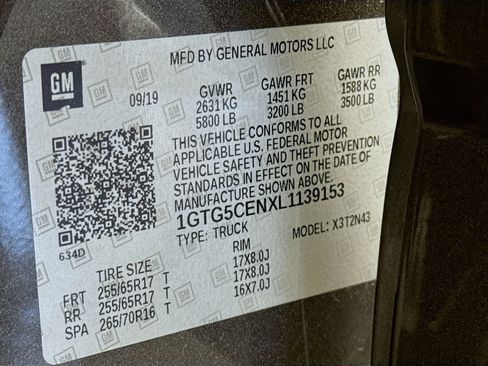 MFD BY GENERAL MOTORS LLC
GM
09/19
GVWR GAWR FRT GAWR RR
2631 KG 1451 KG 1588 KG
5800 LB 3200 LB 3500 LB
THIS VEHICLE CONFORMS TO ALL
APPLICABLE U.S. FEDERAL MOTOR
VEHICLE SAFETY AND THEFT PREVENTION
STANDARDS IN EFFECT ON THE DATE OF
MANUFACTURE SHOWN ABOVE.
1GTG5CENXL1139153
TYPE: TRUCK MODEL: X3T2N43
634D
TIRE SIZE RIM
FRT 255/65R17 T 17X8.0J
RR 255/65R17 T 17X8.0J
SPA 265/70R16 T 16X7.0J